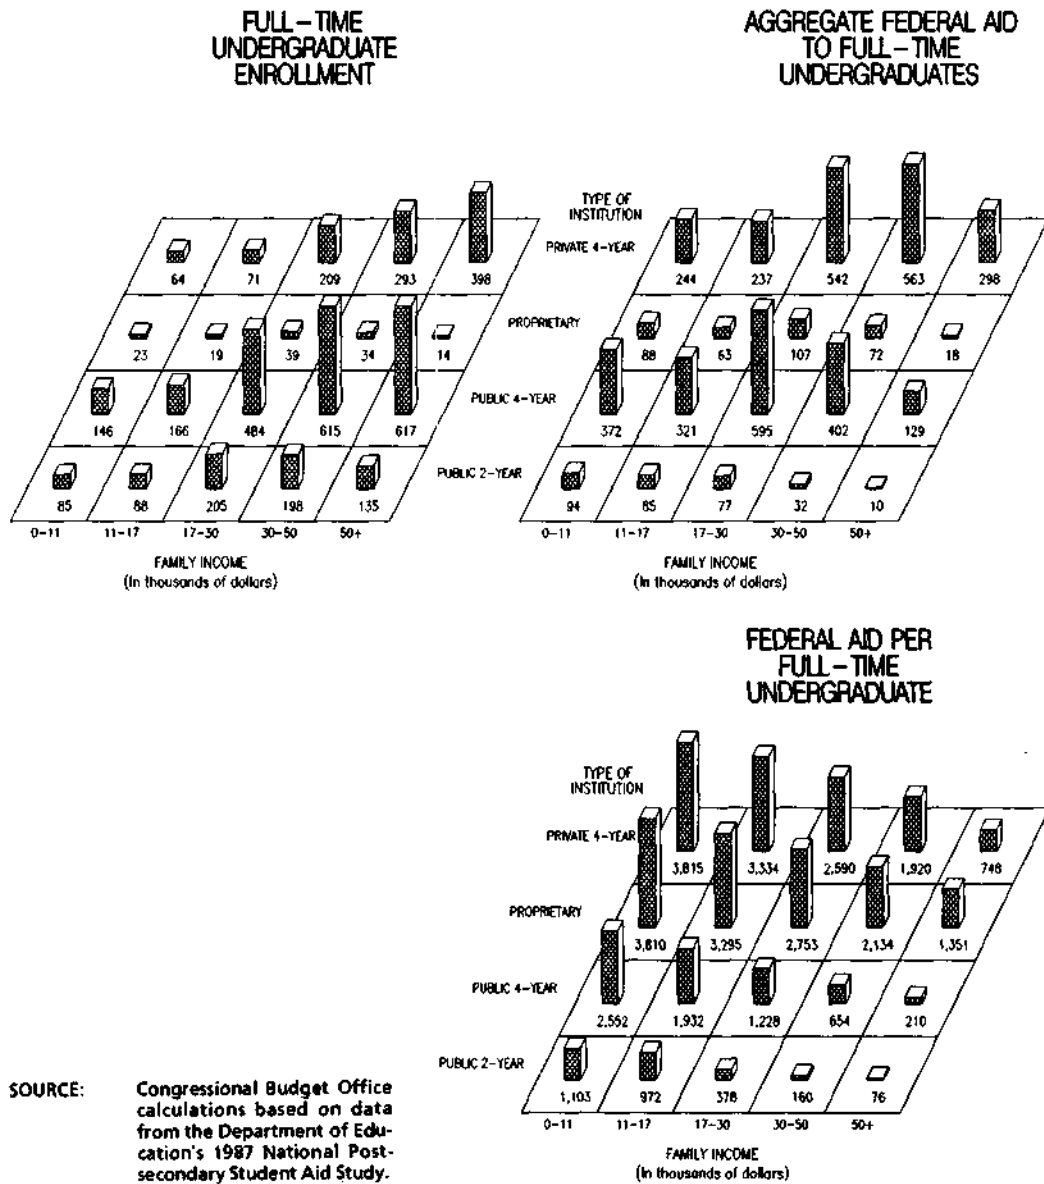 FULL-TIME
UNDERGRADUATE
ENROLLMENT
64 71 209 293 398
23 19 39 34 14
146 166 484 615 617
85 88 205 198 135
0-11 11-17 17-30 30-50 50+
FAMILY INCOME
(In thousands of dollars)
AGGREGATE FEDERAL AID
TO FULL-TIME
UNDERGRADUATES
TYPE OF
INSTITUTION
PRIVATE 4-YEAR
244 237 542 563 298
PROPRIETARY
88 63 107 72 18
PUBLIC 4-YEAR
372 321 595 402 129
PUBLIC 2-YEAR
94 85 77 32 10
0-11 11-17 17-30 30-50 50+
FAMILY INCOME
(In thousands of dollars)
FEDERAL AID PER
FULL-TIME
UNDERGRADUATE
TYPE OF
INSTITUTION
PRIVATE 4-YEAR
3,815 3,334 2,590 1,920 748
PROPRIETARY
3,810 3,295 2,753 2,134 1,351
PUBLIC 4-YEAR
2,552 1,932 1,228 654 210
PUBLIC 2-YEAR
1,103 972 378 160 76
0-11 11-17 17-30 30-50 50+
FAMILY INCOME
(In thousands of dollars)
SOURCE: Congressional Budget Office
calculations based on data
from the Department of Edu-
cation's 1987 National Post-
secondary Student Aid Study.